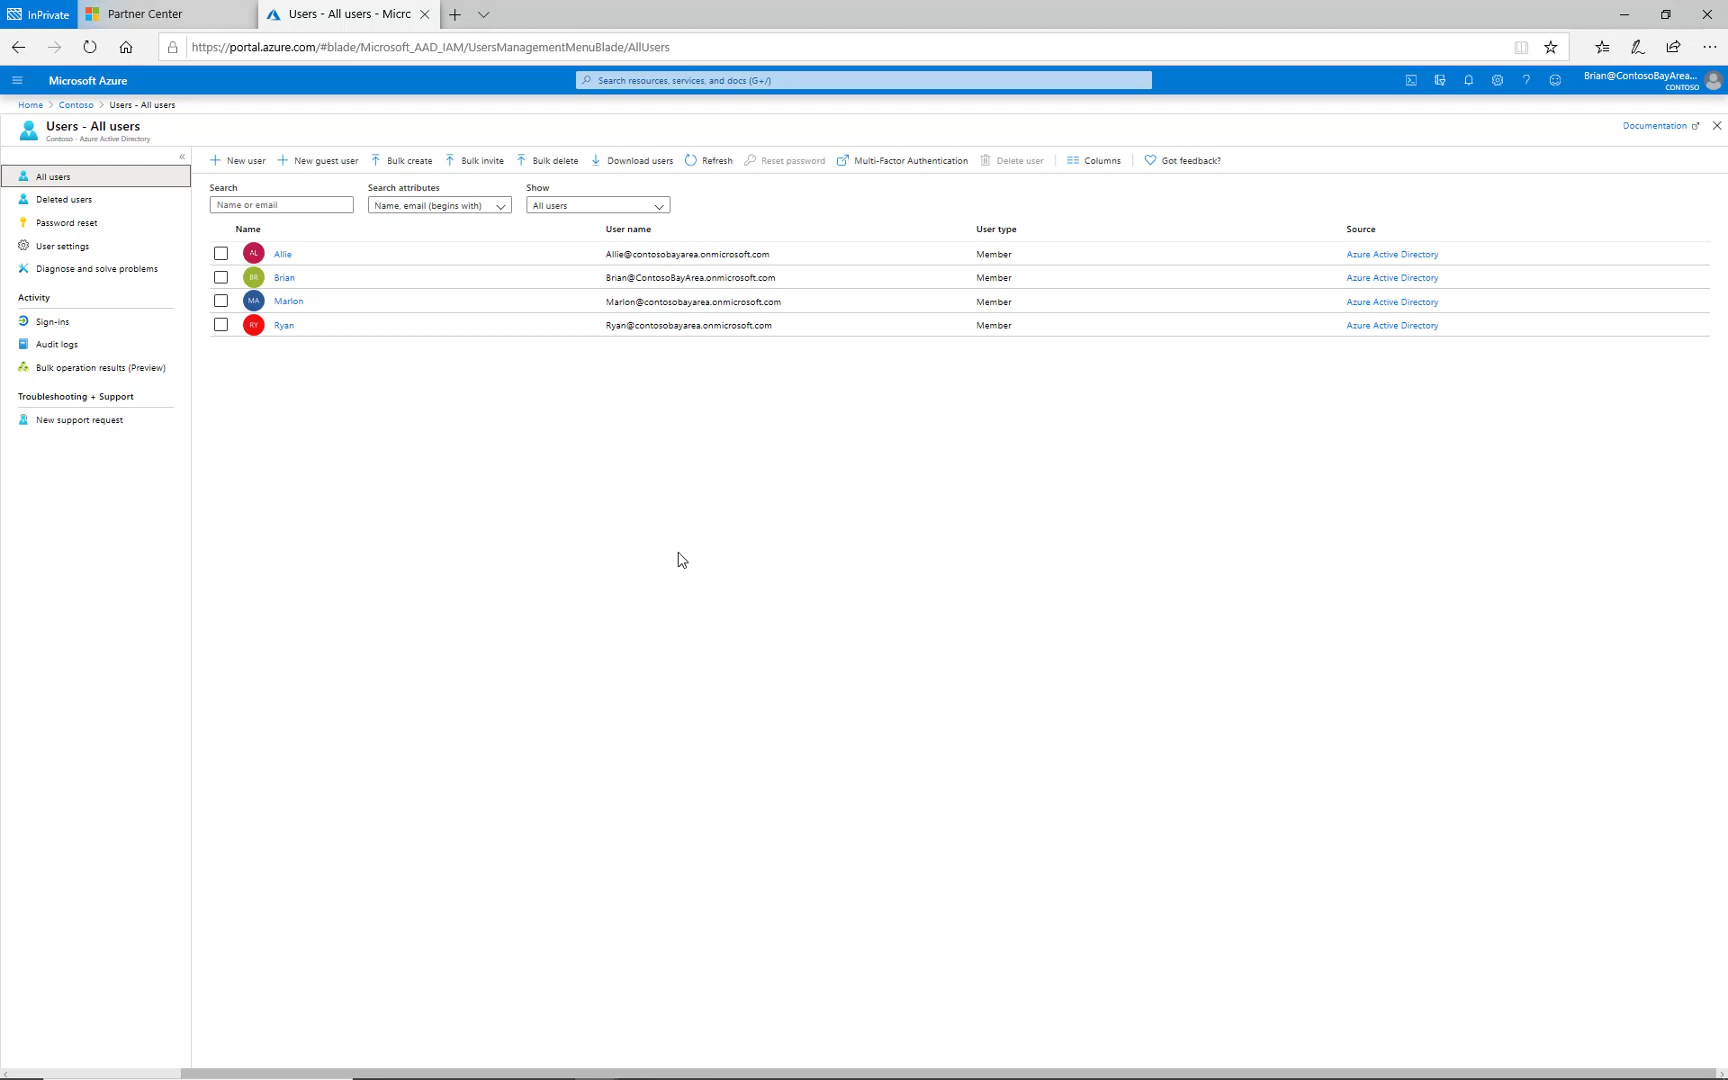 InPrivate Partner Center Users - All users - Micrc
https://portal.azure.com/#blade/Microsoft_AAD_IAM/UsersManagementMenuBlade/AllUsers
Microsoft Azure Search resources, services, and docs (G+/) Brian@ContosoBayArea...
CONTOSO
Home > Contoso > Users - All users
Users - All users Documentation
Contoso - Azure Active Directory
New user New guest user Bulk create Bulk invite Bulk delete Download users Refresh Reset password Multi-Factor Authentication Delete user Columns Got feedback?
All users
Deleted users
Password reset
User settings
Diagnose and solve problems
Activity
Sign-ins
Audit logs
Bulk operation results (Preview)
Troubleshooting + Support
New support request
Search Search attributes Show
Name or email Name, email (begins with) All users
Name User name User type Source
AL Allie Allie@contosobayarea.onmicrosoft.com Member Azure Active Directory
BR Brian Brian@ContosoBayArea.onmicrosoft.com Member Azure Active Directory
MA Marlon Marlon@contosobayarea.onmicrosoft.com Member Azure Active Directory
RY Ryan Ryan@contosobayarea.onmicrosoft.com Member Azure Active Directory